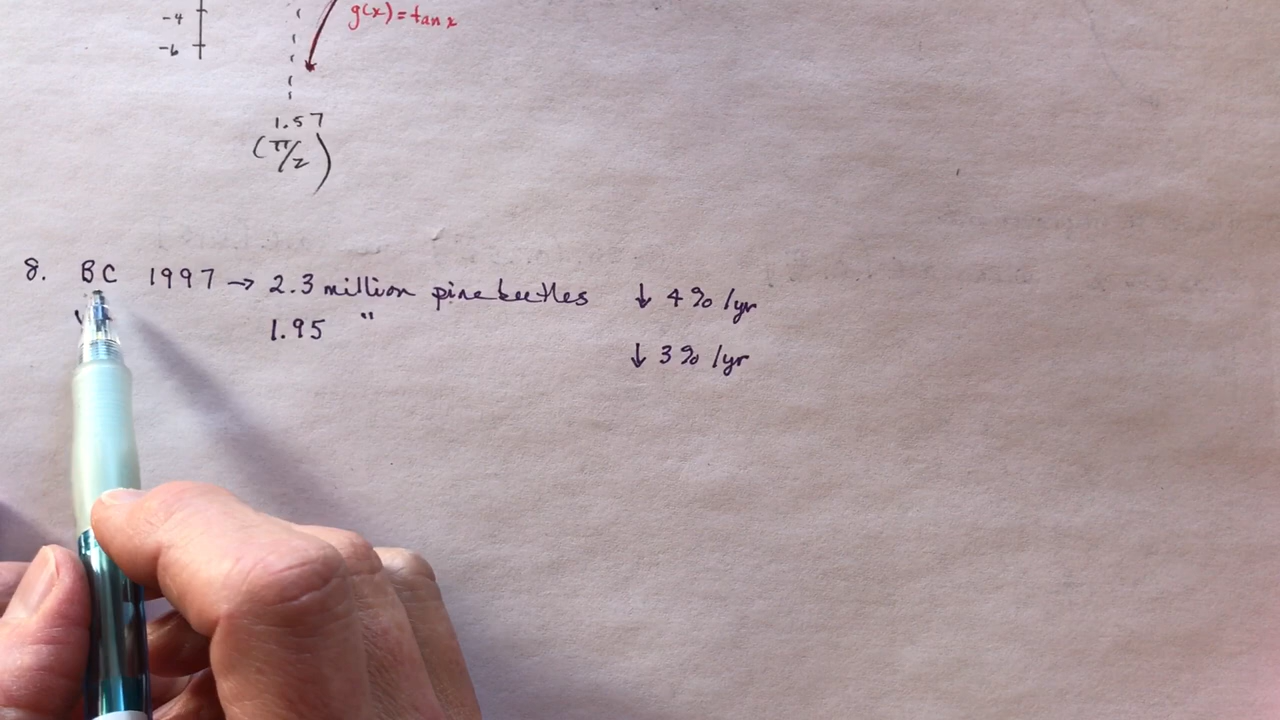 -4
g(x)=tan x
-6
1.57
(π/2)
8. BC 1997 → 2.3 million pine beetles ↓ 4% /yr
1.95 "
↓ 3% /yr